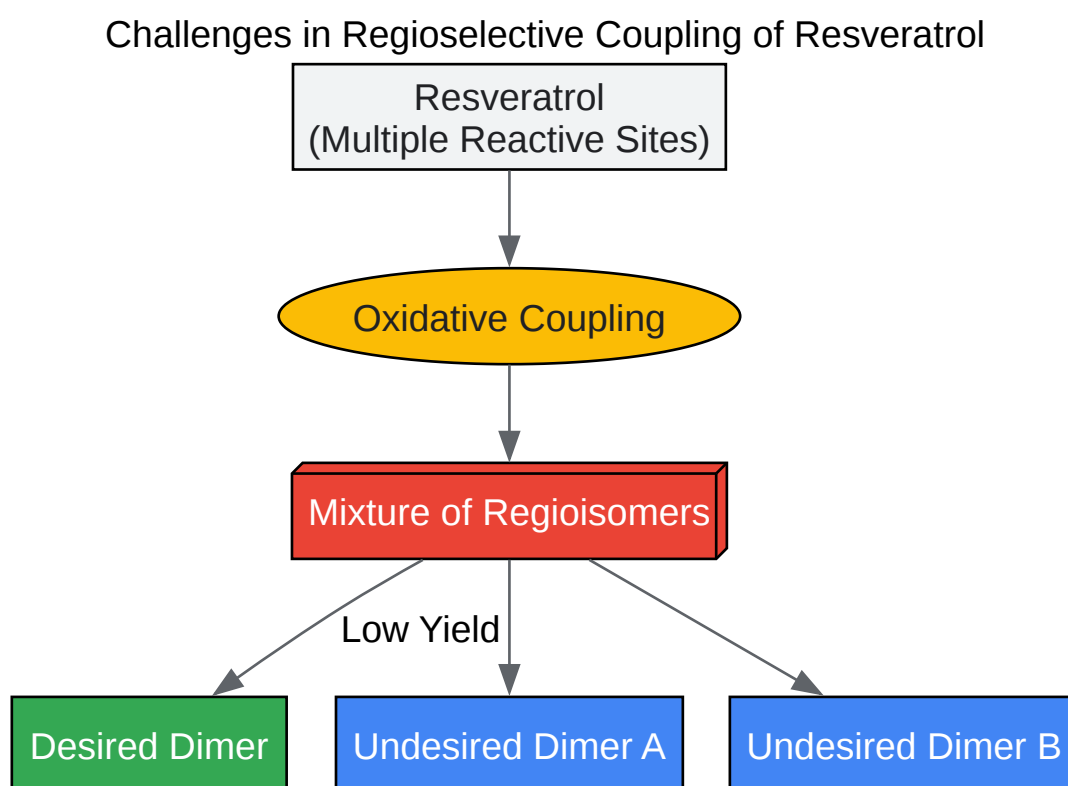 Challenges in Regioselective Coupling of Resveratrol
Resveratrol
(Multiple Reactive Sites)
Oxidative Coupling
Mixture of Regioisomers
Low Yield
Desired Dimer
Undesired Dimer A
Undesired Dimer B